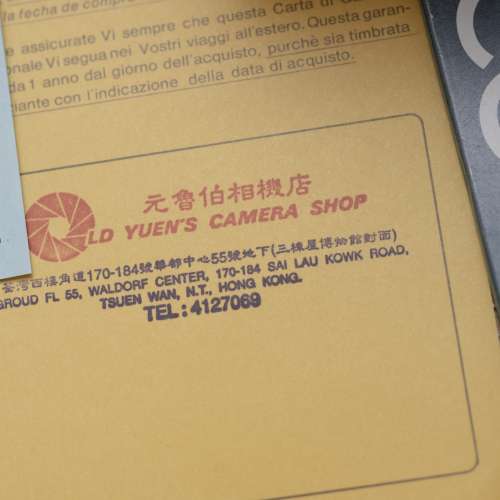 la fecha de compr
e assicurate Vi sempre che questa Carta di Ga
onale Vi segua nei Vostri viaggi all'estero. Questa garan-
da 1 anno dal giorno dell'acquisto, purchè sia timbrata
iante con l'indicazione della data di acquisto.
元魯伯相機店
LD YUEN'S CAMERA SHOP
荃灣西樓角道170-184號華都中心55號地下(三棟屋博物館對面)
GROUD FL 55, WALDORF CENTER, 170-184 SAI LAU KOWK ROAD,
TSUEN WAN, N.T., HONG KONG.
TEL: 4127069